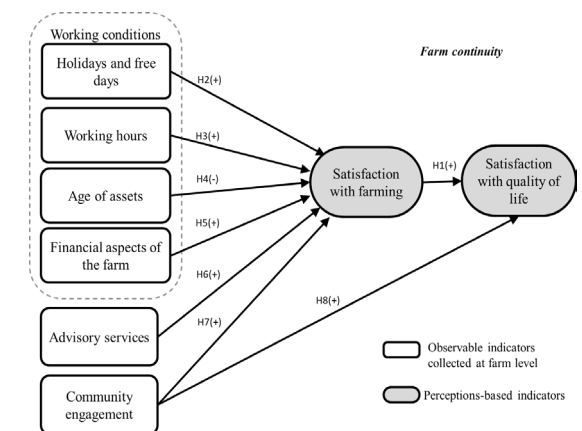 Working conditions
Holidays and free
days
Working hours
Age of assets
Financial aspects of
the farm
Advisory services
Community
engagement
H2(+)
H3(+)
H4(-)
H5(+)
H6(+)
H7(+)
H8(+)
Satisfaction
with farming
H1(+)
Farm continuity
Satisfaction
with quality of
life
Observable indicators
collected at farm level
Perceptions-based indicators